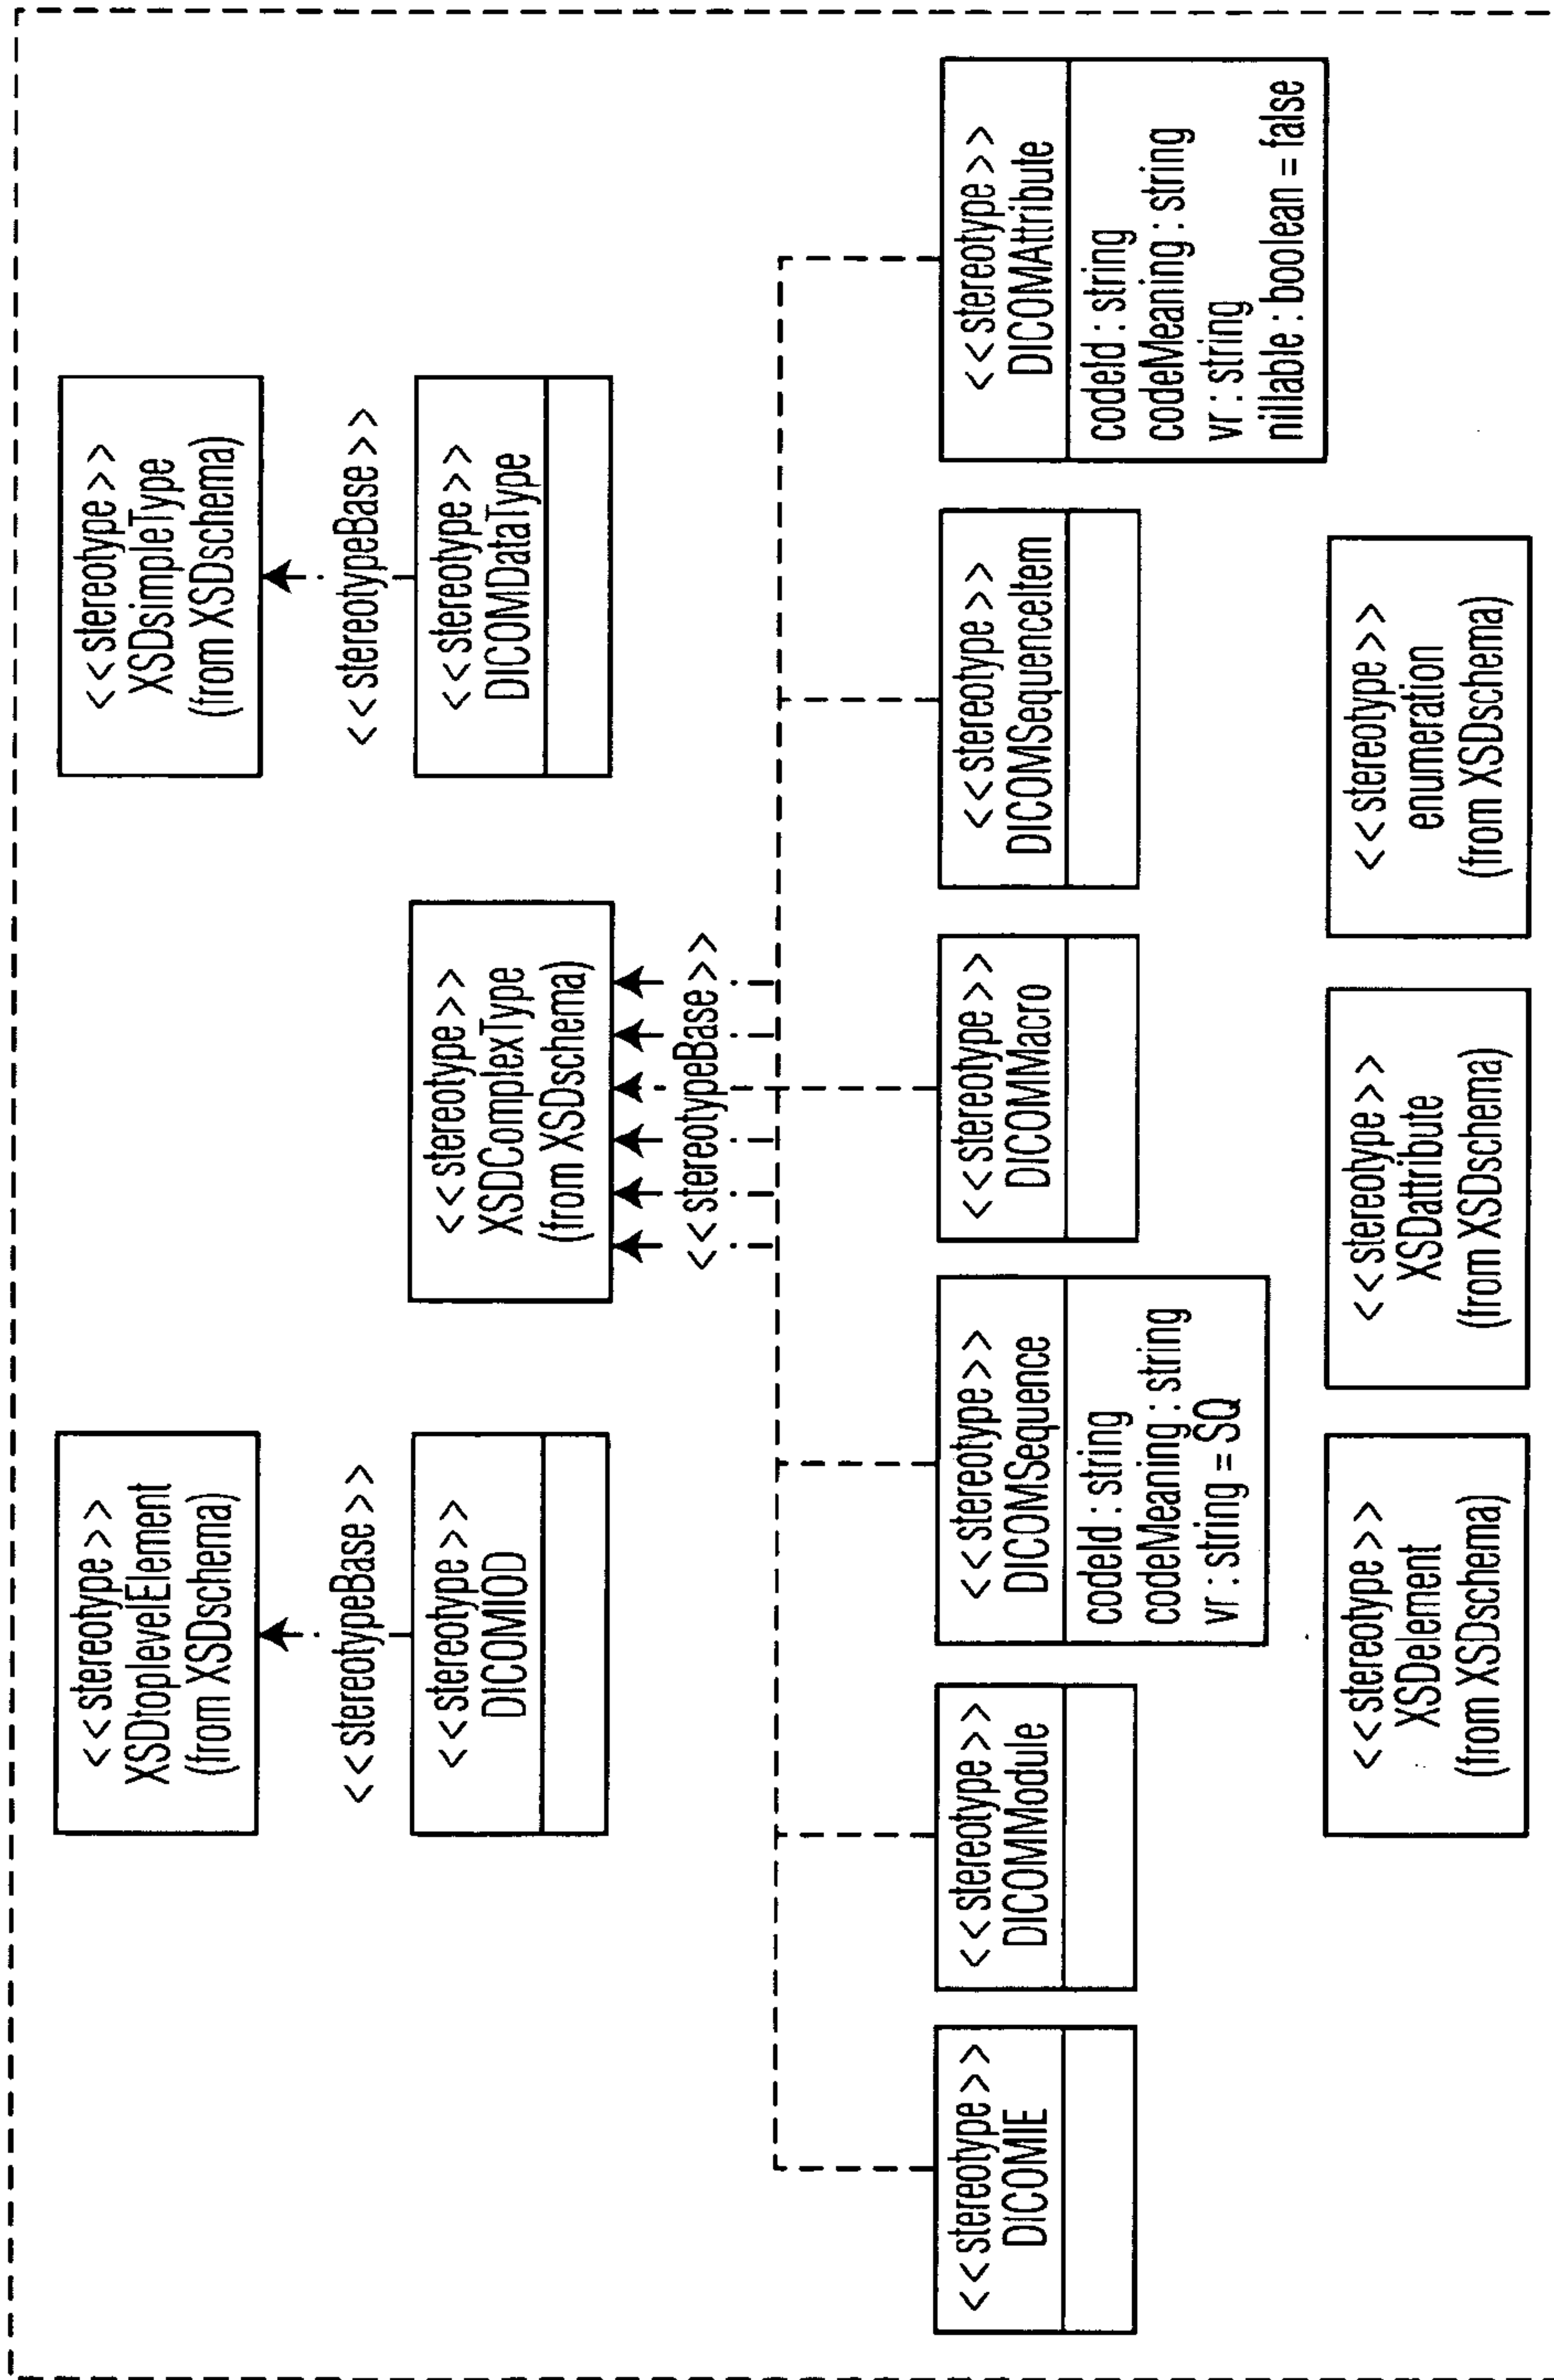 <<stereotype>>
XSDtoplevelElement
(from XSDschema)
<<stereotype>>
XSDsimpleType
(from XSDschema)
<<stereotypeBase>>
<<stereotypeBase>>
<<stereotype>>
DICOMIOD
<<stereotype>>
XSDComplexType
(from XSDschema)
<<stereotype>>
DICOMDataType
<<stereotypeBase>>
<<stereotype>>
DICOMIE
<<stereotype>>
DICOMModule
<<stereotype>>
DICOMSequence
codeId : string
codeMeaning : string
vr : string = SQ
<<stereotype>>
DICOMMacro
<<stereotype>>
DICOMSequenceItem
<<stereotype>>
DICOMAttribute
codeId : string
codeMeaning : string
vr : string
nillable : boolean = false
<<stereotype>>
XSDelement
(from XSDschema)
<<stereotype>>
XSDattribute
(from XSDschema)
<<stereotype>>
enumeration
(from XSDschema)